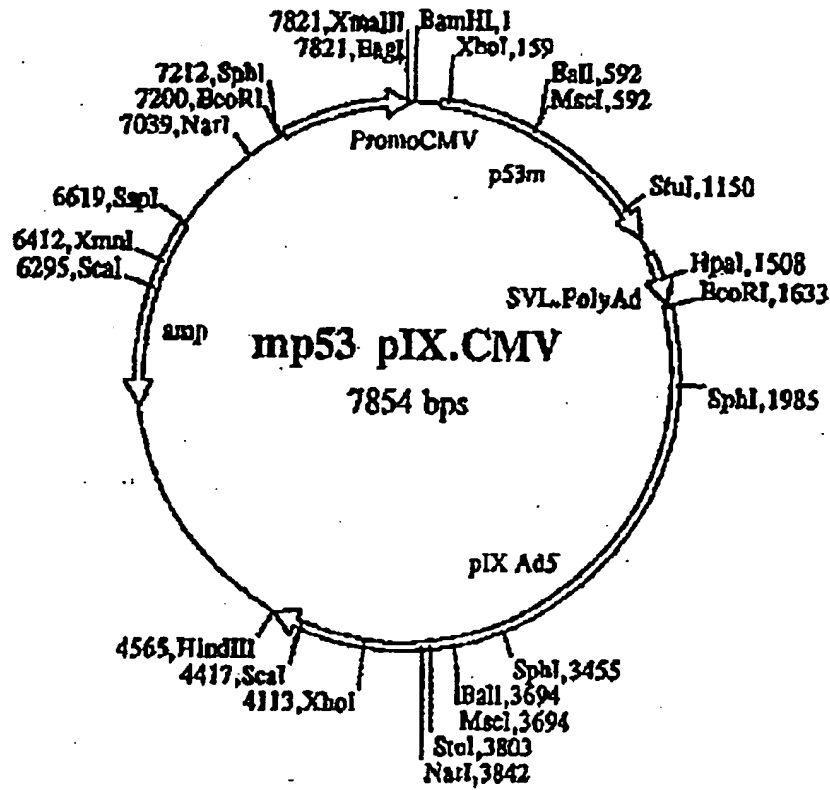 7821,XmaIII
7821,EagI
BamHI,1
XhoI,159
BalI,592
MscI,592
7212,SphI
7200,EcoRI
7039,NarI
PromoCMV
p53m
StuI,1150
6619,SspI
6412,XmnI
6295,ScaI
HpaI,1508
EcoRI,1633
SVL.PolyAd
amp
mp53 pIX.CMV
7854 bps
SphI,1985
pIX Ad5
4565,HindIII
4417,ScaI
4113,XhoI
SphI,3455
BalI,3694
MscI,3694
StuI,3803
NarI,3842